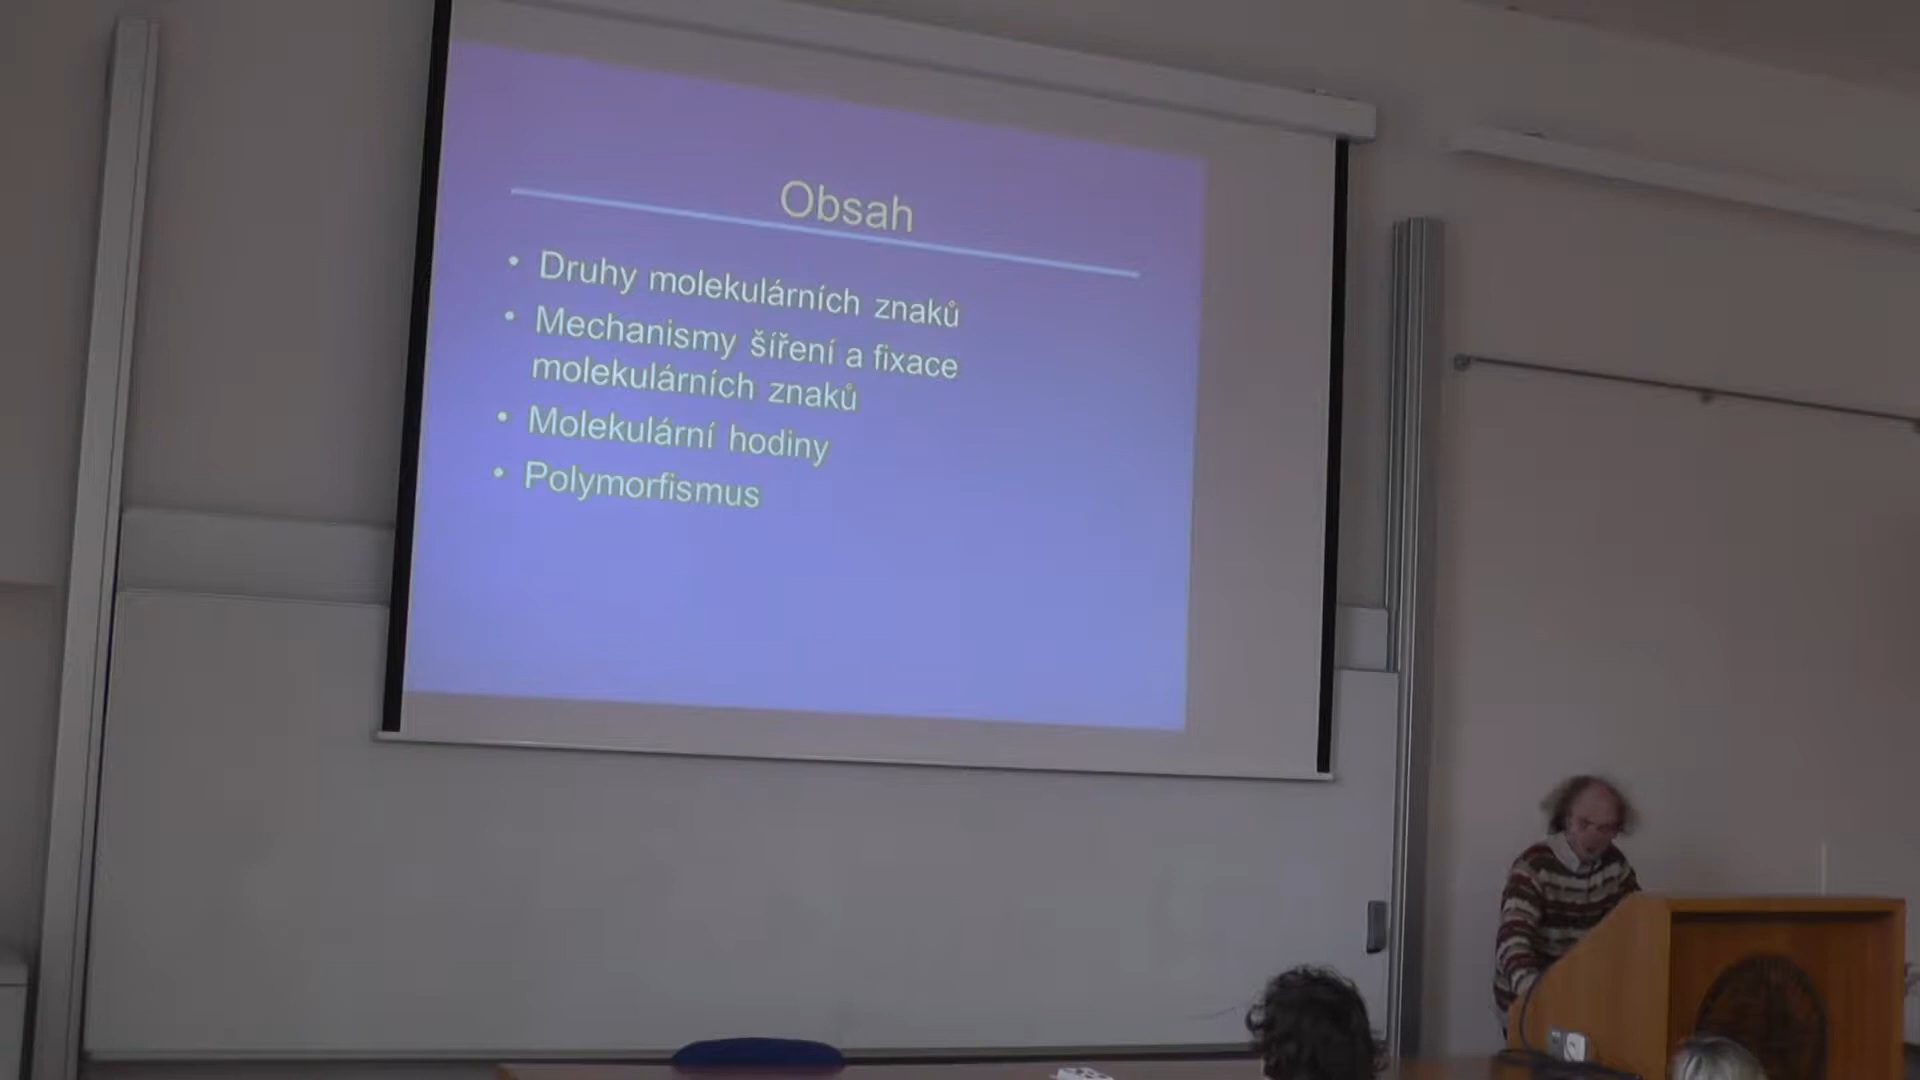 Obsah
• Druhy molekulárních znaků
• Mechanismy šíření a fixace
molekulárních znaků
• Molekulární hodiny
• Polymorfismus